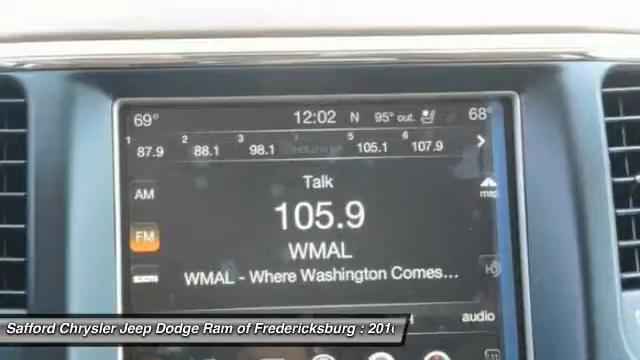 69° 12:02 N 95° out. 68°
1 87.9 2 88.1 3 98.1 5 105.1 6 107.9
Talk
AM
map
105.9
FM
WMAL
WMAL - Where Washington Comes...
audio
Safford Chrysler Jeep Dodge Ram of Fredericksburg : 201